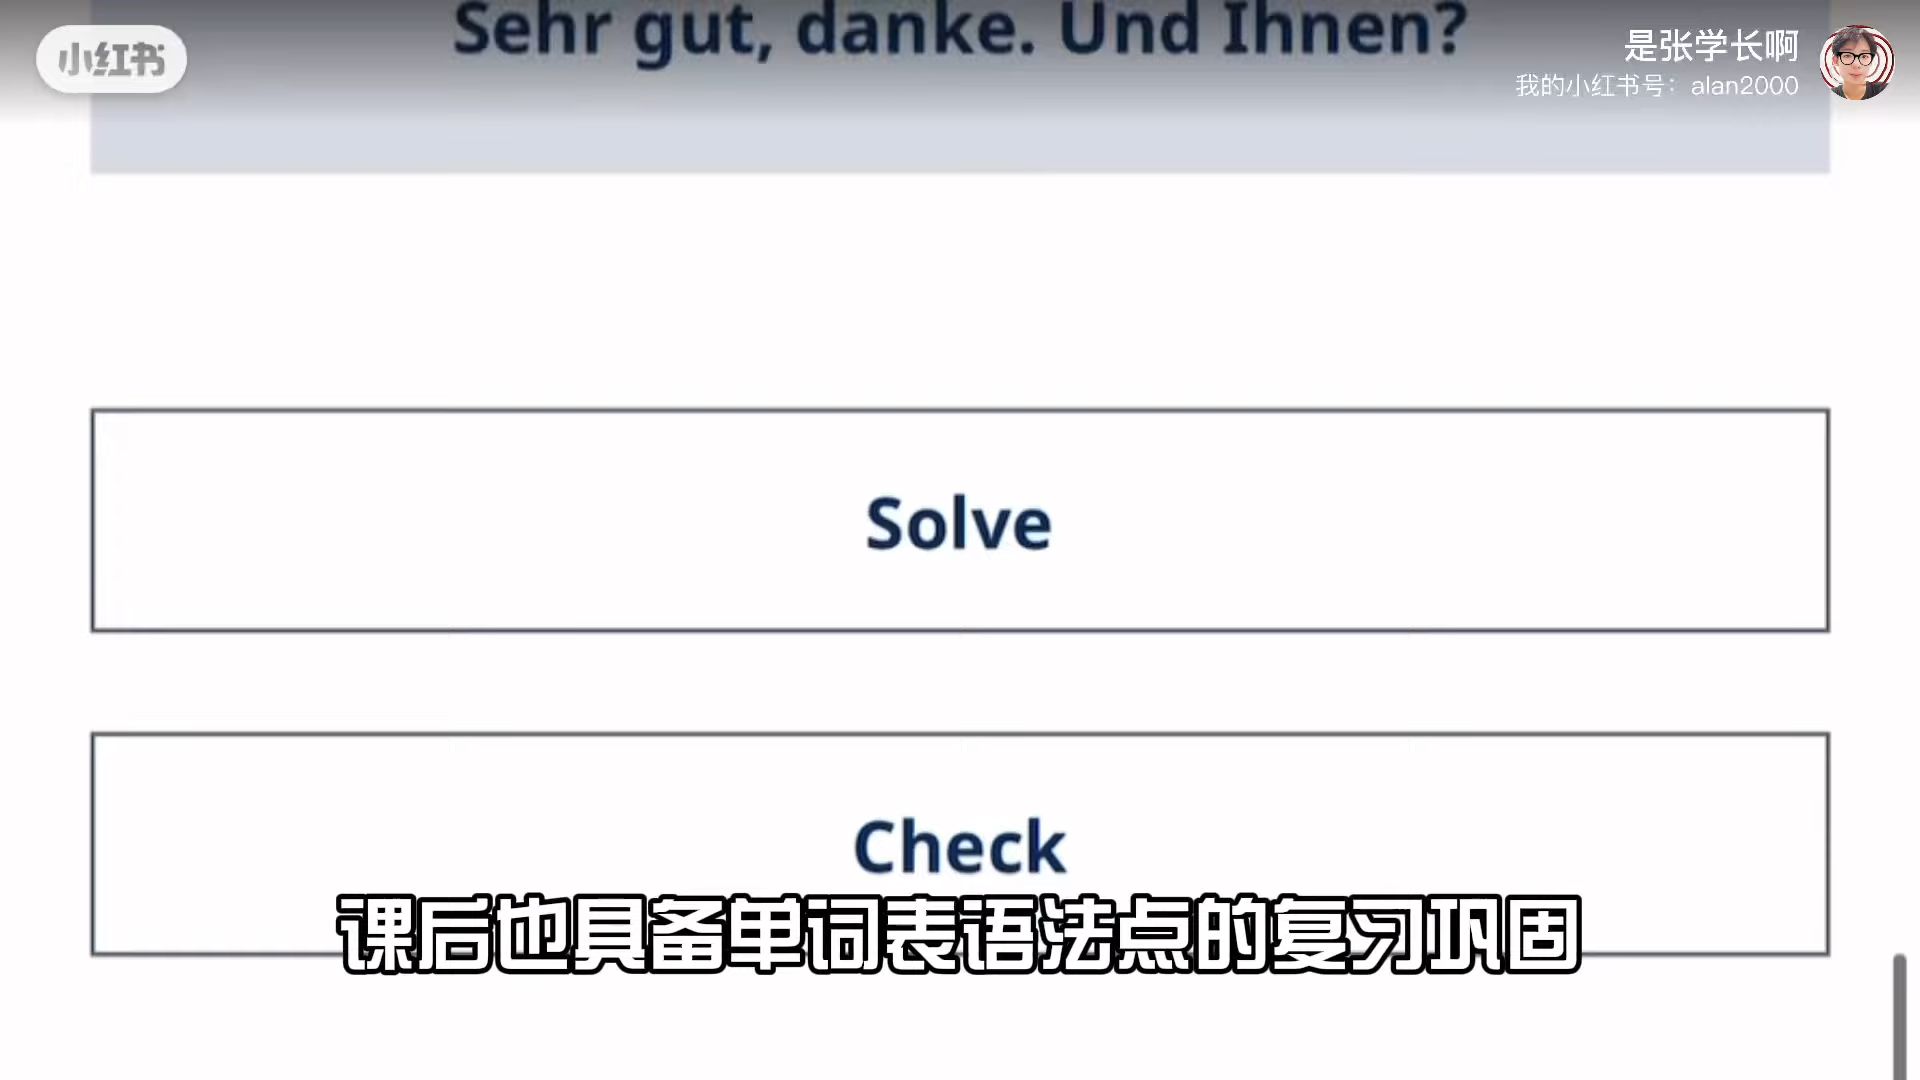 Sehr gut, danke. Und Ihnen?
小红书
是张学长啊
我的小红书号：alan2000
Solve
Check
课后也具备单词表语法点的复习巩固